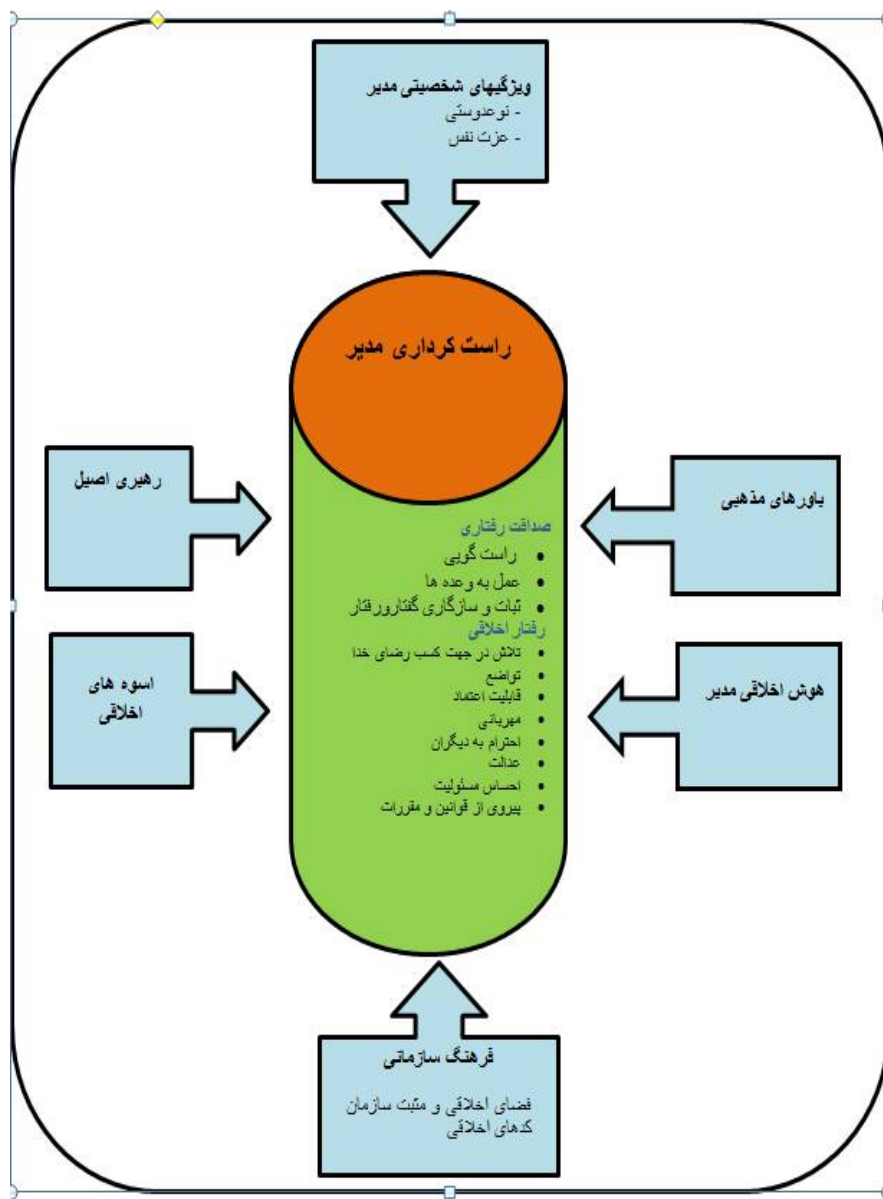 ویژگیهای شخصیتی مدیر
- نوعدوستی
- عزت نفس
راست کرداری مدیر
رهبری اصیل
باورهای مذهبی
صداقت رفتاری
• راست گویی
• عمل به وعده ها
• ثبات و سازگاری گفتارورفتار
رفتار اخلاقی
• تلاش در جهت کسب رضای خدا
• تواضع
• قابلیت اعتماد
• مهربانی
• احترام به دیگران
• عدالت
• احساس مسئولیت
• پیروی از قوانین و مقررات
اسوه های
اخلاقی
هوش اخلاقی مدیر
فرهنگ سازمانی
فضای اخلاقی و مثبت سازمان
کدهای اخلاقی